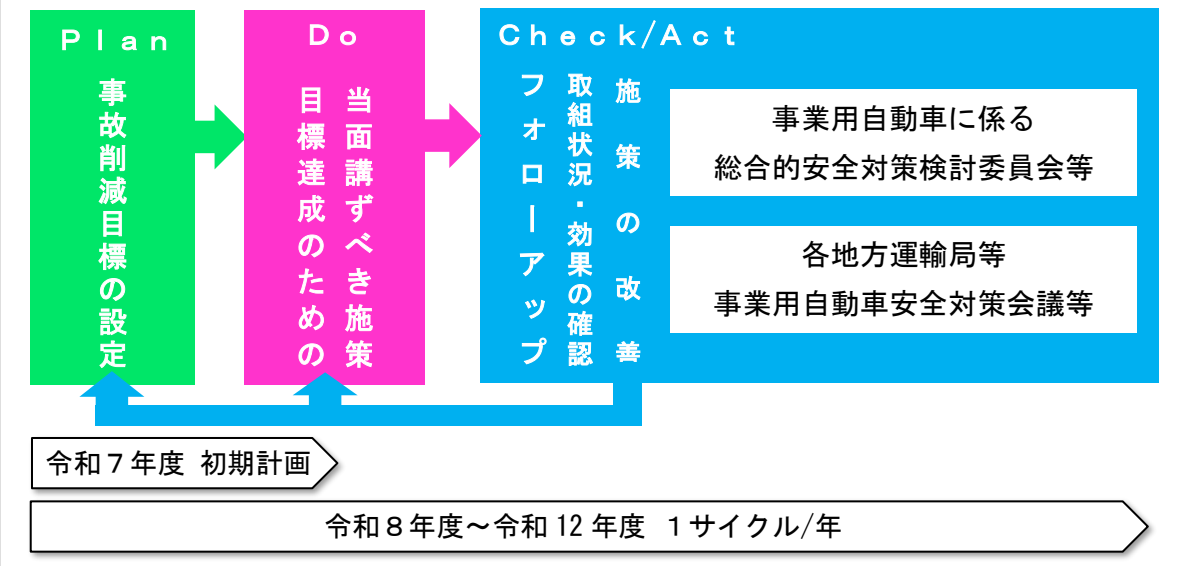 Ｐｌａｎ
事故削減目標の設定
Ｄｏ
当面講ずべき施策
目標達成のための
Ｃｈｅｃｋ/Ａｃｔ
施策の改善
取組状況・効果の確認
フォローアップ
事業用自動車に係る
総合的安全対策検討委員会等
各地方運輸局等
事業用自動車安全対策会議等
令和７年度 初期計画
令和８年度～令和 12 年度 １サイクル/年